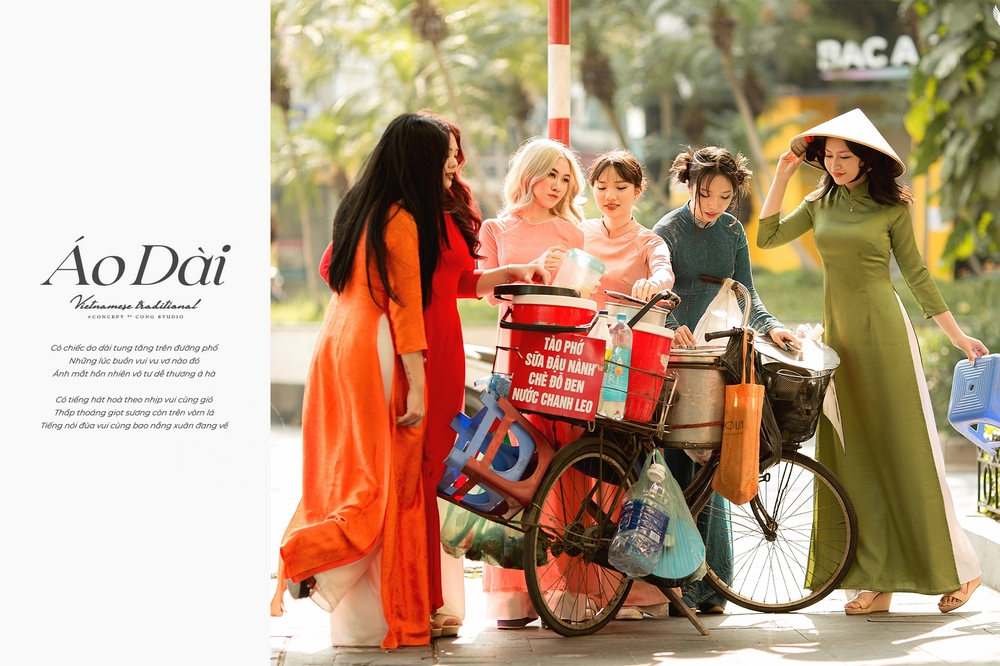 Áo Dài
Vietnamese traditional
#CONCEPT BY CONG STUDIO
Có chiếc áo dài tung tăng trên đường phố
Những lúc buồn vui vu vơ nào đó
Ánh mắt hồn nhiên vô tư dễ thương á hà
Có tiếng hát hoà theo nhịp vui cùng gió
Thấp thoáng giọt sương còn trên vòm lá
Tiếng nói đùa vui cùng bao nắng xuân đang về
BAC A
TÀO PHỚ
SỮA ĐẬU NÀNH
CHÈ ĐỖ ĐEN
NƯỚC CHANH LEO